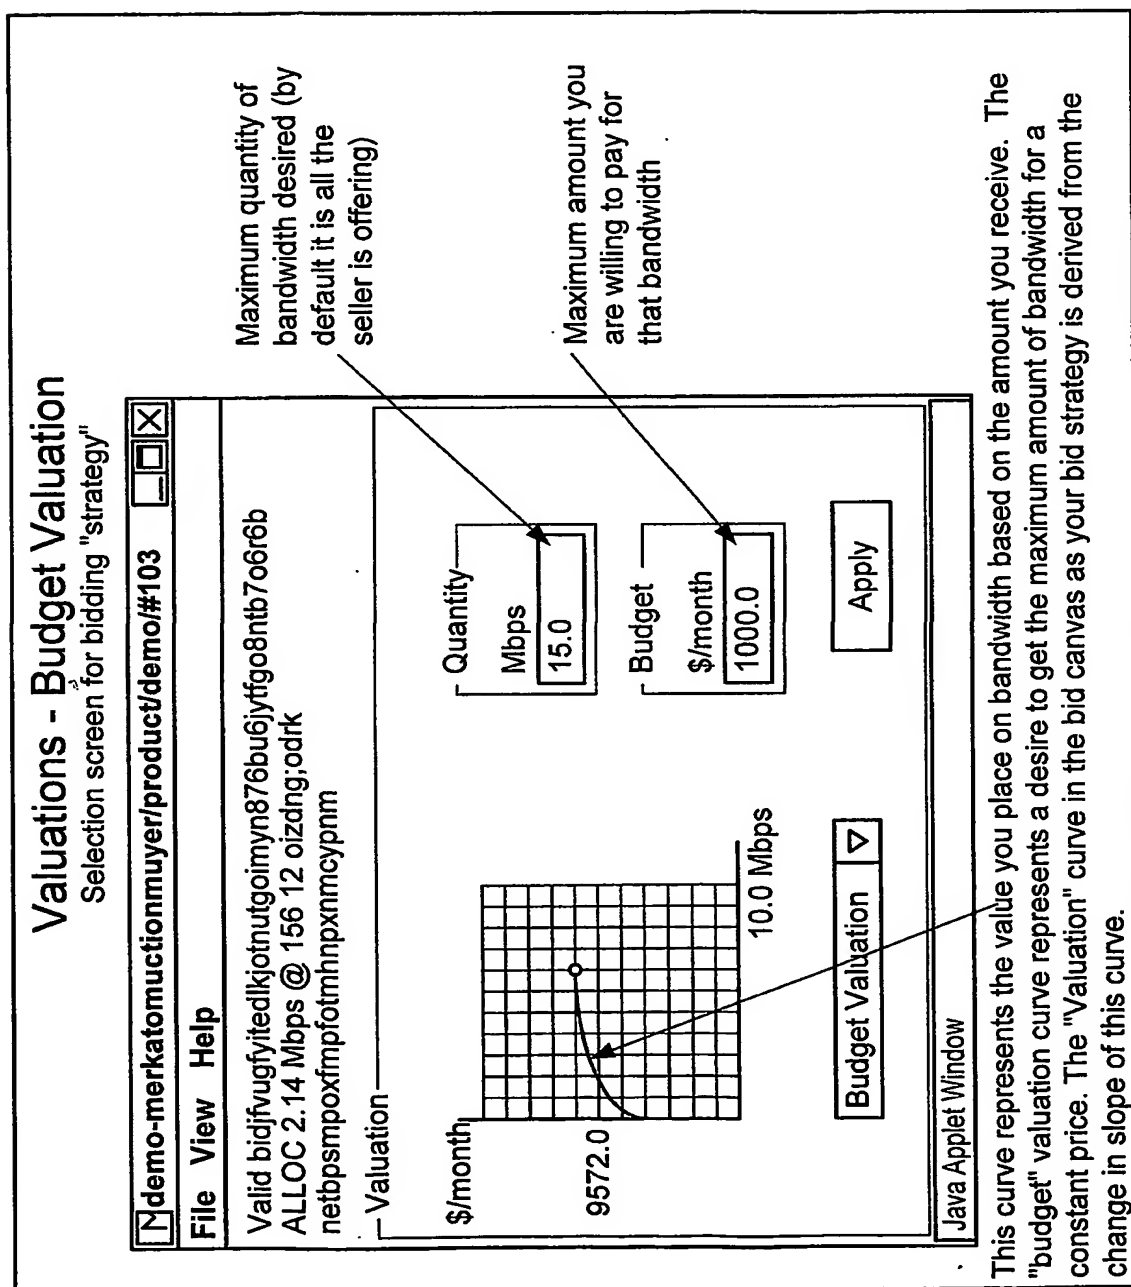 Valuations - Budget Valuation
Selection screen for bidding "strategy"
M demo-merkatomuctionnmuyer/product/demo/#103
File View Help
Valid bidjfvugfyitedlkjotnutgoimyn876bu6jytfgo8ntb7o6r6b
ALLOC 2.14 Mbps @ 156 12 oizdng;odrk
netbpsmpoxfmpfotmhnpxnmcypnm
Valuation
$/month
9572.0
10.0 Mbps
Quantity
Mbps
15.0
Budget
$/month
1000.0
Budget Valuation
Apply
Java Applet Window
Maximum quantity of
bandwidth desired (by
default it is all the
seller is offering)
Maximum amount you
are willing to pay for
that bandwidth
This curve represents the value you place on bandwidth based on the amount you receive. The
"budget" valuation curve represents a desire to get the maximum amount of bandwidth for a
constant price. The "Valuation" curve in the bid canvas as your bid strategy is derived from the
change in slope of this curve.